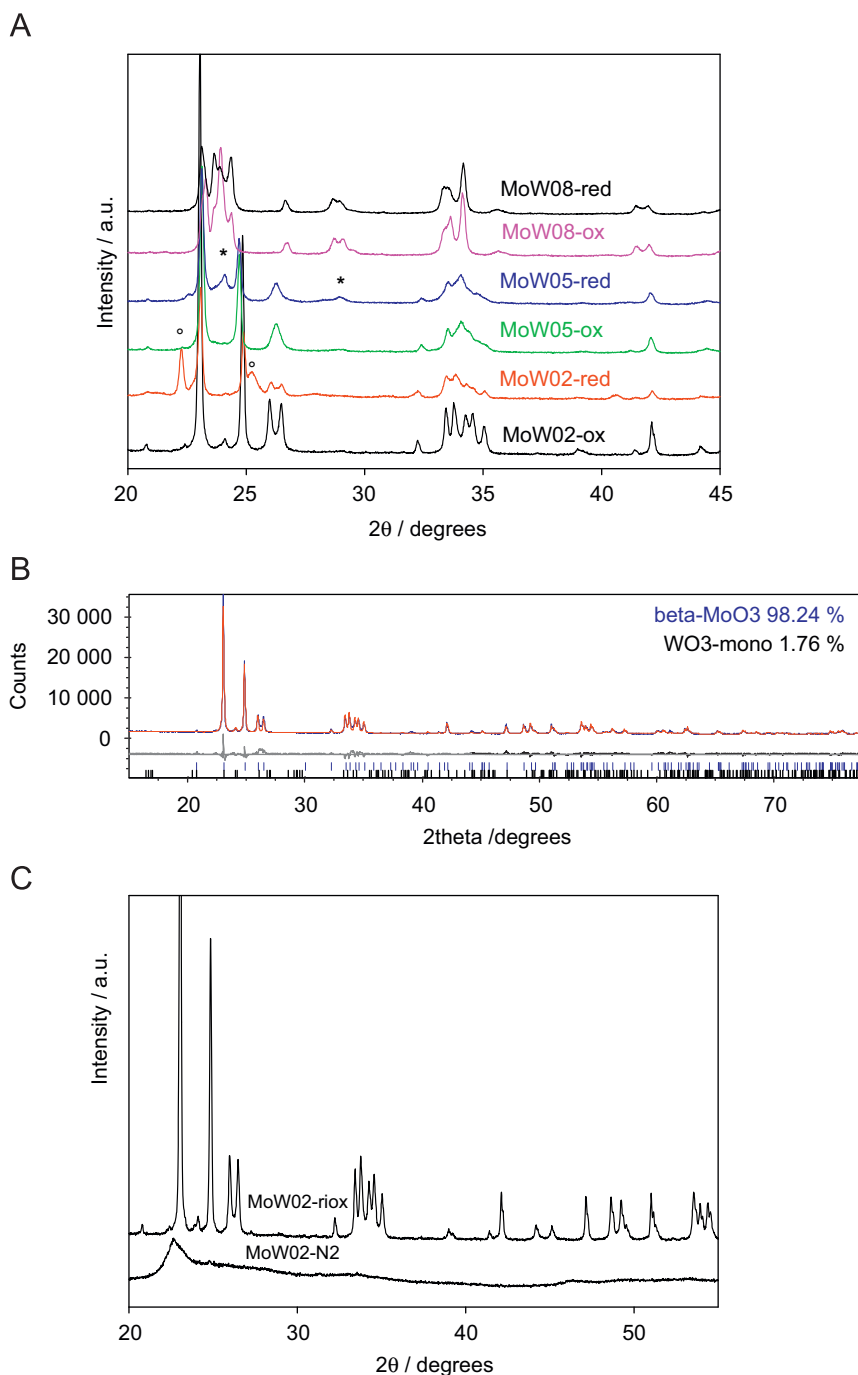 A
MoW08-red
MoW08-ox
*
*
MoW05-red
MoW05-ox
°
°
MoW02-red
MoW02-ox
Intensity / a.u.
20 25 30 35 40 45
2θ / degrees
B
30 000
20 000
10 000
0
Counts
beta-MoO3 98.24 %
WO3-mono 1.76 %
20 30 40 50 60 70
2theta /degrees
C
Intensity / a.u.
MoW02-riox
MoW02-N2
20 30 40 50
2θ / degrees